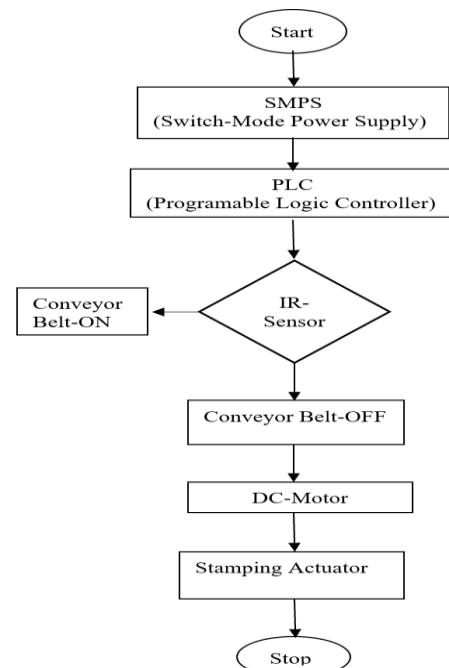 Start
SMPS
(Switch-Mode Power Supply)
PLC
(Programable Logic Controller)
IR-
Sensor
Conveyor
Belt-ON
Conveyor Belt-OFF
DC-Motor
Stamping Actuator
Stop